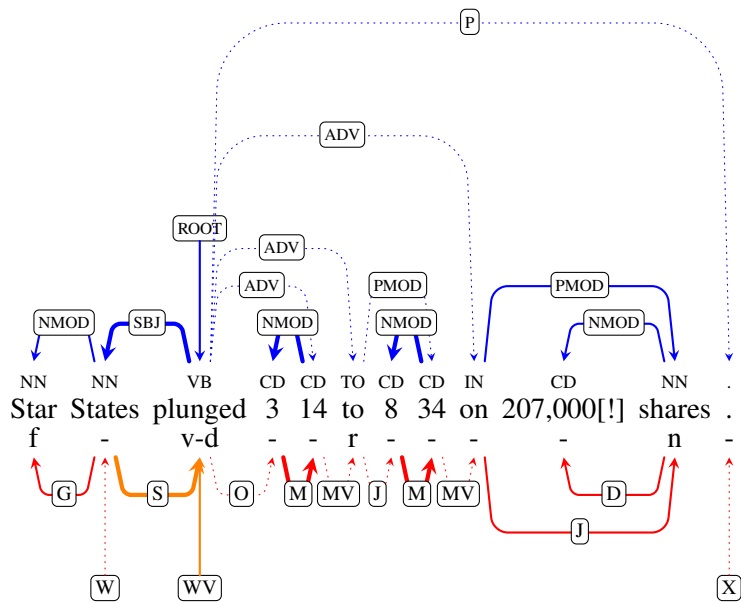 P
ADV
ROOT
ADV
ADV PMOD PMOD
NMOD SBJ NMOD NMOD NMOD
NN NN VB CD CD TO CD CD IN CD NN .
Star States plunged 3 14 to 8 34 on 207,000[!] shares .
f - v-d - - r - - - - n -
G S O M MV J M MV D
J
W WV X